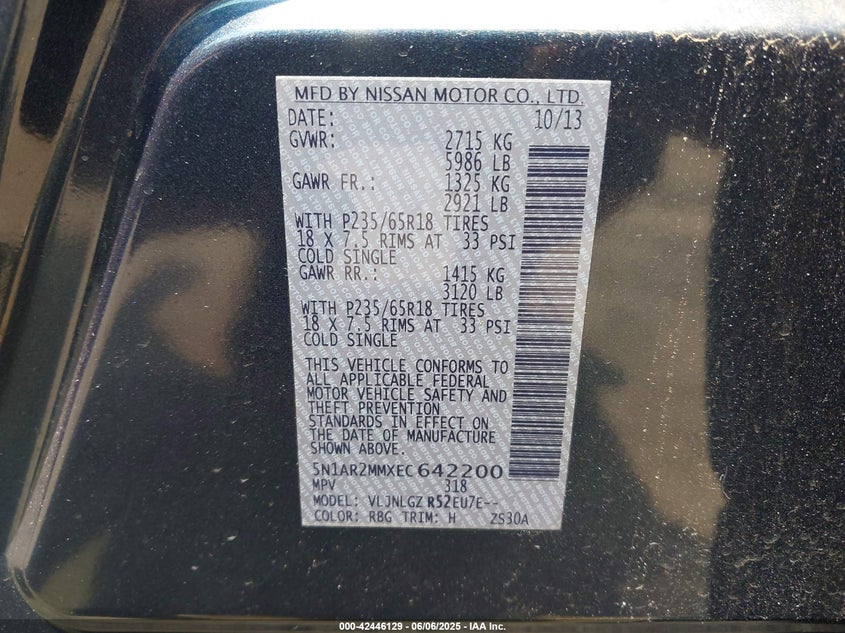 MFD BY NISSAN MOTOR CO., LTD.
DATE: 10/13
GVWR: 2715 KG
5986 LB
GAWR FR.: 1325 KG
2921 LB
WITH P235/65R18 TIRES
18 X 7.5 RIMS AT 33 PSI
COLD SINGLE
GAWR RR.: 1415 KG
3120 LB
WITH P235/65R18 TIRES
18 X 7.5 RIMS AT 33 PSI
COLD SINGLE
THIS VEHICLE CONFORMS TO
ALL APPLICABLE FEDERAL
MOTOR VEHICLE SAFETY AND
THEFT PREVENTION
STANDARDS IN EFFECT ON
THE DATE OF MANUFACTURE
SHOWN ABOVE.
5N1AR2MMXEC642200
MPV 318
MODEL: VLJNLGZ R52EU7E--
COLOR: RBG TRIM: H ZS30A
000-42446129 - 06/06/2025 - IAA Inc.